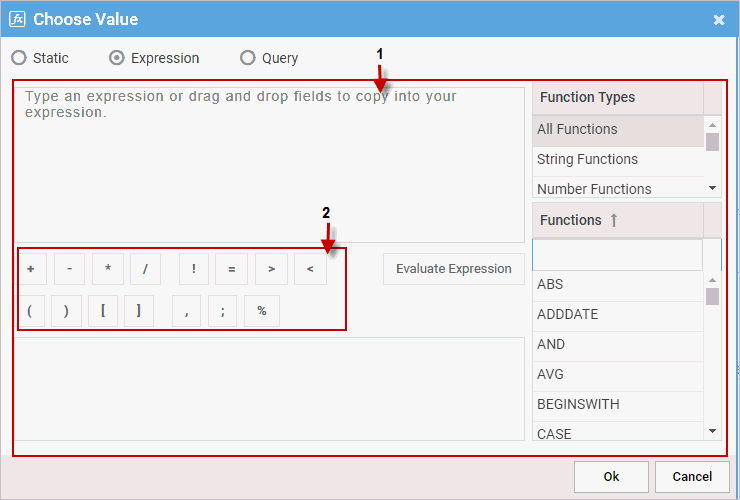 fx Choose Value ×
Static Expression Query
1
Type an expression or drag and drop fields to copy into your
expression.
2
+ - * / ! = > <
( ) [ ] , ; %
Evaluate Expression
Function Types
All Functions
String Functions
Number Functions
Functions ↑
ABS
ADDDATE
AND
AVG
BEGINSWITH
CASE
Ok Cancel